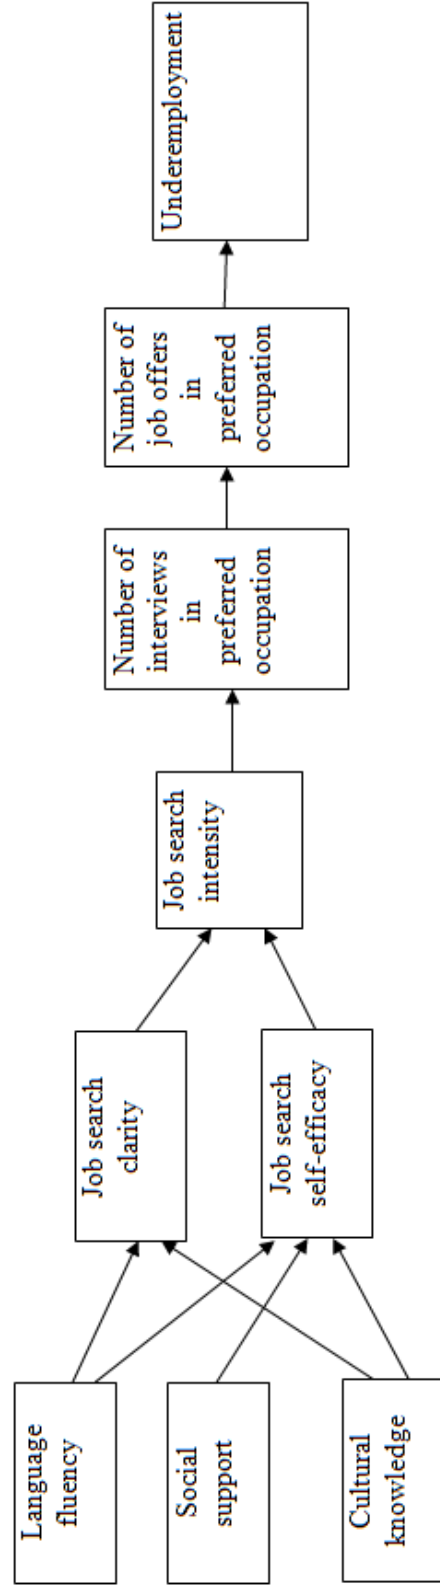 Language
fluency
Social
support
Cultural
knowledge
Job search
clarity
Job search
self-efficacy
Job search
intensity
Number of
interviews
in
preferred
occupation
Number of
job offers
in
preferred
occupation
Underemployment